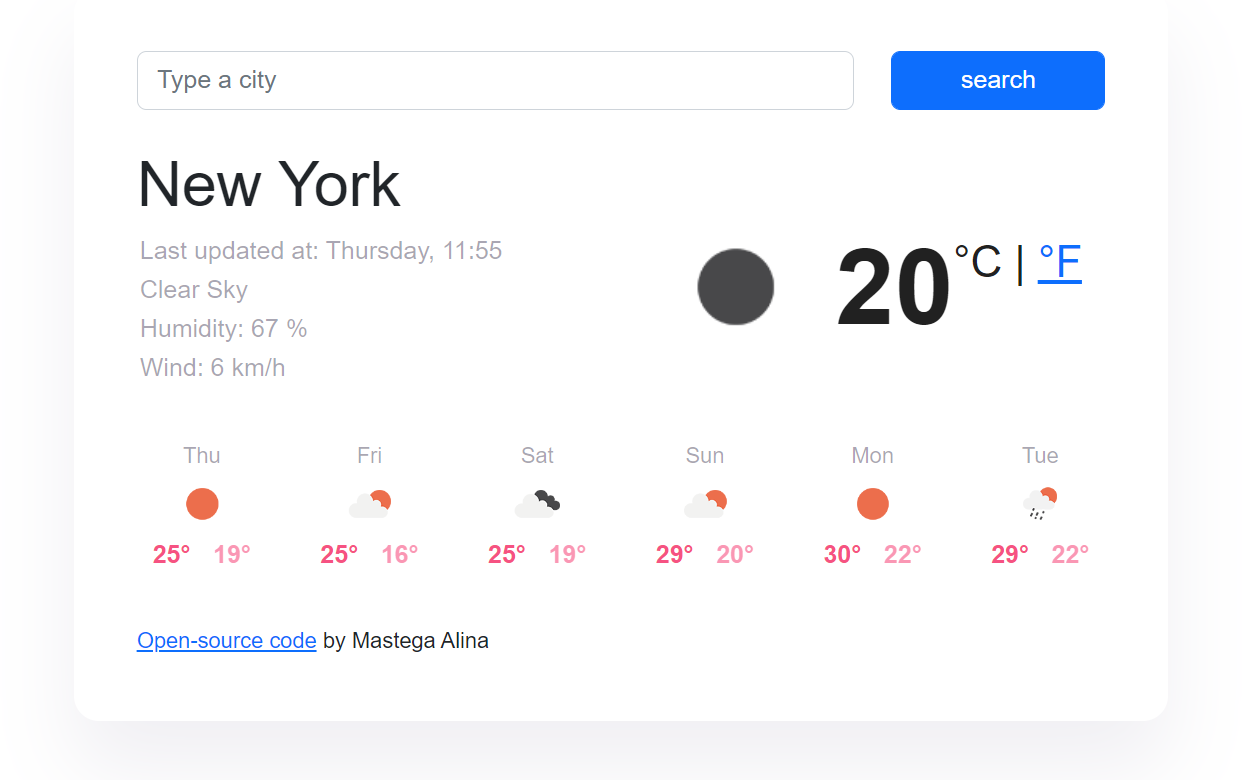 Type a city
search
New York
Last updated at: Thursday, 11:55
Clear Sky
Humidity: 67 %
Wind: 6 km/h
20 °C | °F
Thu Fri Sat Sun Mon Tue
25° 19° 25° 16° 25° 19° 29° 20° 30° 22° 29° 22°
Open-source code by Mastega Alina